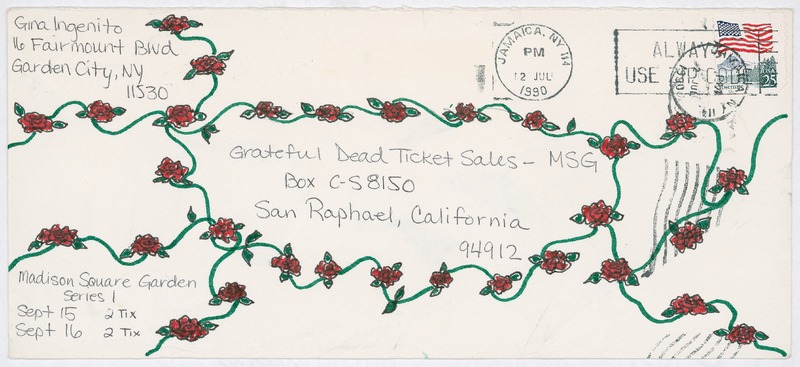 Gina Ingenito
16 Fairmount Blvd
Garden City, NY
11530
JAMAICA, NY 114
PM
12 JUL
1990
ALWAYS
USE ZIP CODE
USA
25
Grateful Dead Ticket Sales - MSG
Box C-S8150
San Raphael, California
94912
Madison Square Garden
Series 1
Sept 15 2 Tix
Sept 16 2 Tix